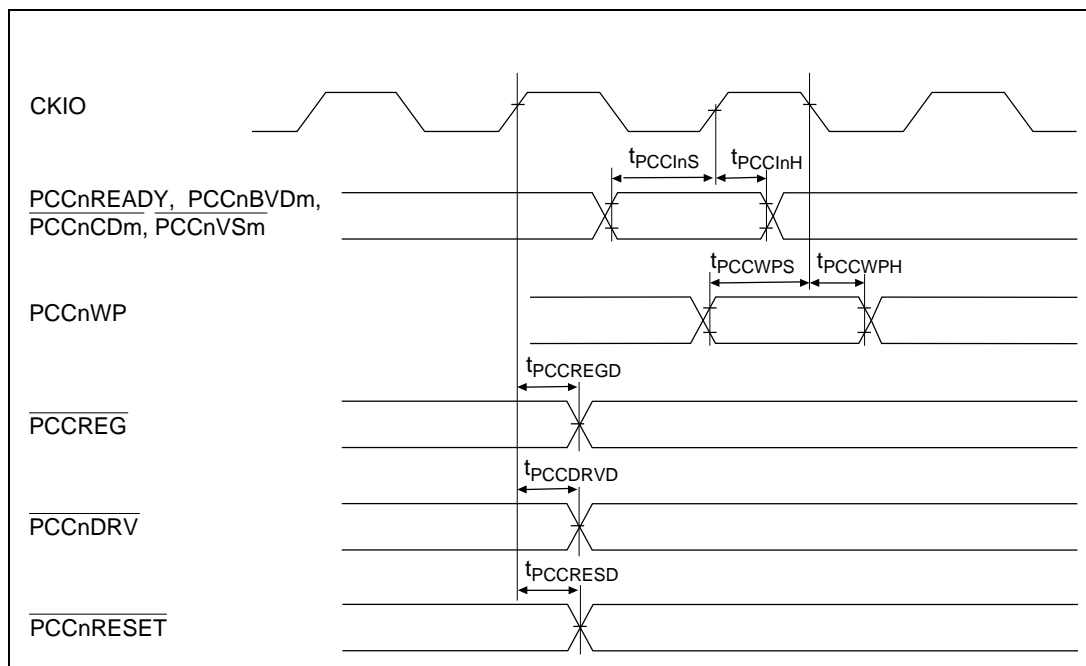 CKIO
tPCCInS
tPCCInH
PCCnREADY, PCCnBVDm,
PCCnCDm, PCCnVSm
tPCCWPS
tPCCWPH
PCCnWP
tPCCREGD
PCCREG
tPCCDRVD
PCCnDRV
tPCCRESD
PCCnRESET